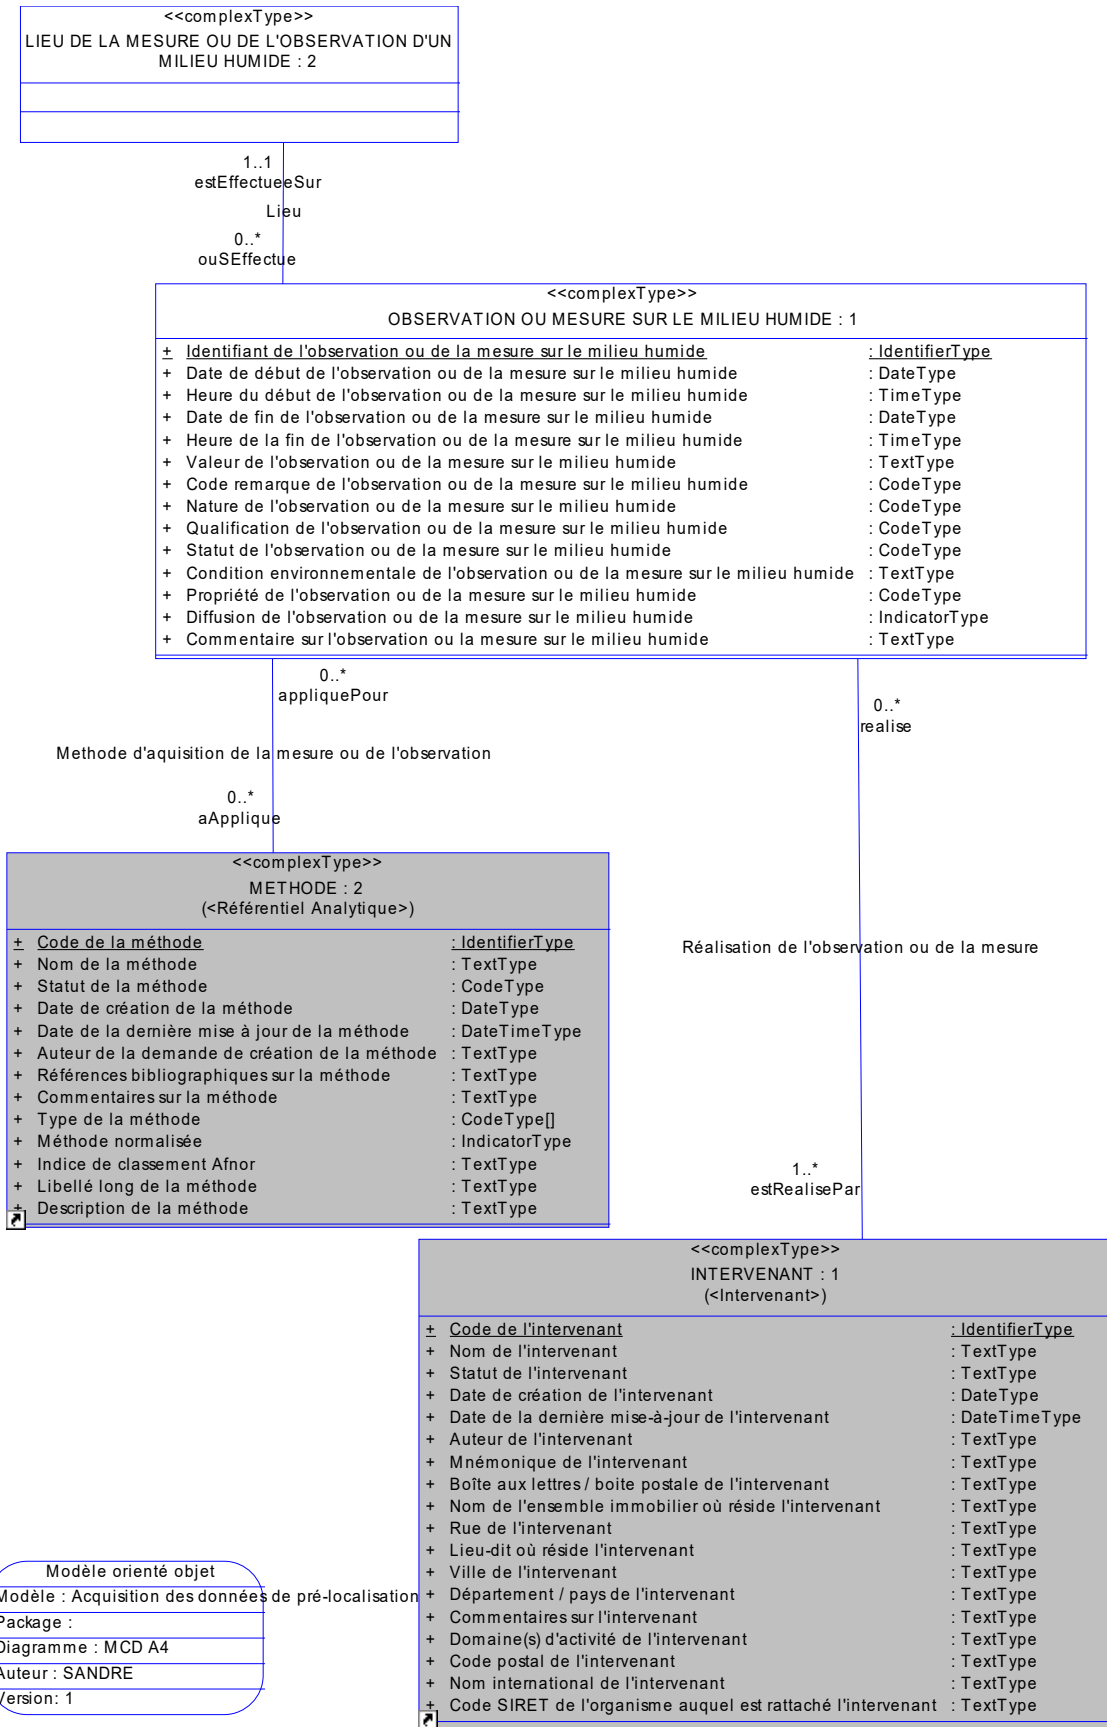 <<complexType>>
LIEU DE LA MESURE OU DE L'OBSERVATION D'UN
MILIEU HUMIDE : 2
1..1
estEffectueeSur
Lieu
0..*
ouSEffectue
<<complexType>>
OBSERVATION OU MESURE SUR LE MILIEU HUMIDE : 1
+ Identifiant de l'observation ou de la mesure sur le milieu humide : IdentifierType
+ Date de début de l'observation ou de la mesure sur le milieu humide : DateType
+ Heure du début de l'observation ou de la mesure sur le milieu humide : TimeType
+ Date de fin de l'observation ou de la mesure sur le milieu humide : DateType
+ Heure de la fin de l'observation ou de la mesure sur le milieu humide : TimeType
+ Valeur de l'observation ou de la mesure sur le milieu humide : TextType
+ Code remarque de l'observation ou de la mesure sur le milieu humide : CodeType
+ Nature de l'observation ou de la mesure sur le milieu humide : CodeType
+ Qualification de l'observation ou de la mesure sur le milieu humide : CodeType
+ Statut de l'observation ou de la mesure sur le milieu humide : CodeType
+ Condition environnementale de l'observation ou de la mesure sur le milieu humide : TextType
+ Propriété de l'observation ou de la mesure sur le milieu humide : CodeType
+ Diffusion de l'observation ou de la mesure sur le milieu humide : IndicatorType
+ Commentaire sur l'observation ou la mesure sur le milieu humide : TextType
0..*
appliquePour
0..*
realise
Methode d'aquisition de la mesure ou de l'observation
0..*
aApplique
<<complexType>>
METHODE : 2
(<Référentiel Analytique>)
+ Code de la méthode : IdentifierType
+ Nom de la méthode : TextType
+ Statut de la méthode : CodeType
+ Date de création de la méthode : DateType
+ Date de la dernière mise à jour de la méthode : DateTimeType
+ Auteur de la demande de création de la méthode : TextType
+ Références bibliographiques sur la méthode : TextType
+ Commentaires sur la méthode : TextType
+ Type de la méthode : CodeType[]
+ Méthode normalisée : IndicatorType
+ Indice de classement Afnor : TextType
+ Libellé long de la méthode : TextType
+ Description de la méthode : TextType
Réalisation de l'observation ou de la mesure
1..*
estRealisePar
<<complexType>>
INTERVENANT : 1
(<Intervenant>)
+ Code de l'intervenant : IdentifierType
+ Nom de l'intervenant : TextType
+ Statut de l'intervenant : TextType
+ Date de création de l'intervenant : DateType
+ Date de la dernière mise-à-jour de l'intervenant : DateTimeType
+ Auteur de l'intervenant : TextType
+ Mnémonique de l'intervenant : TextType
+ Boîte aux lettres / boite postale de l'intervenant : TextType
+ Nom de l'ensemble immobilier où réside l'intervenant : TextType
+ Rue de l'intervenant : TextType
+ Lieu-dit où réside l'intervenant : TextType
+ Ville de l'intervenant : TextType
+ Département / pays de l'intervenant : TextType
+ Commentaires sur l'intervenant : TextType
+ Domaine(s) d'activité de l'intervenant : TextType
+ Code postal de l'intervenant : TextType
+ Nom international de l'intervenant : TextType
+ Code SIRET de l'organisme auquel est rattaché l'intervenant : TextType
Modèle orienté objet
Modèle : Acquisition des données de pré-localisation
Package :
Diagramme : MCD A4
Auteur : SANDRE
Version: 1